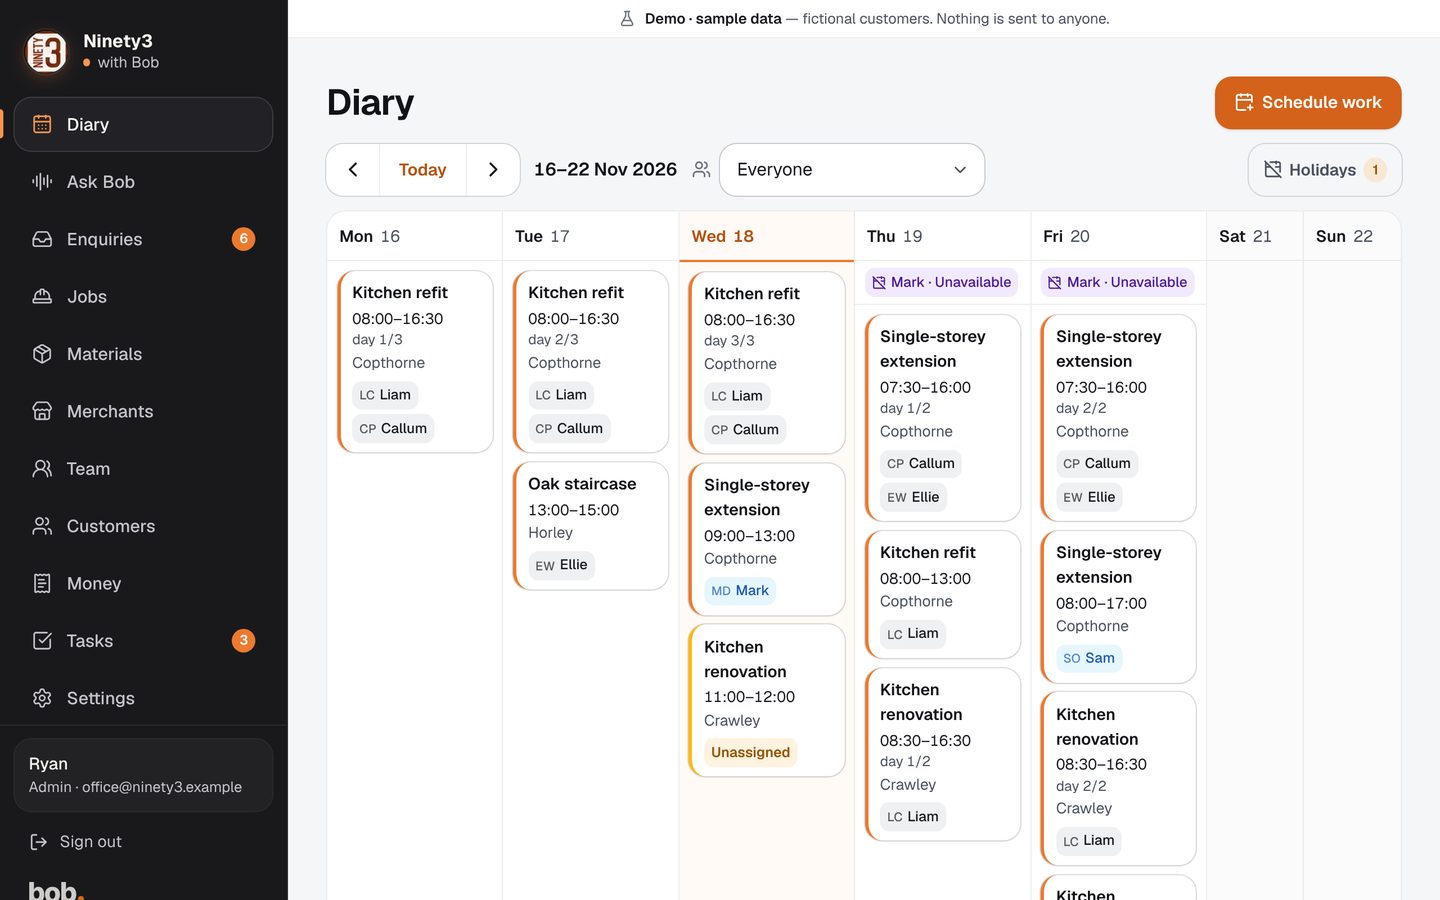 NINETY 3
Ninety3
with Bob
Diary
Ask Bob
Enquiries 6
Jobs
Materials
Merchants
Team
Customers
Money
Tasks 3
Settings
Ryan
Admin · office@ninety3.example
Sign out
bob.
Demo · sample data — fictional customers. Nothing is sent to anyone.
Diary
Schedule work
Today
16–22 Nov 2026
Everyone
Holidays 1
Mon 16
Kitchen refit
08:00–16:30
day 1/3
Copthorne
LC Liam
CP Callum
Tue 17
Kitchen refit
08:00–16:30
day 2/3
Copthorne
LC Liam
CP Callum
Oak staircase
13:00–15:00
Horley
EW Ellie
Wed 18
Kitchen refit
08:00–16:30
day 3/3
Copthorne
LC Liam
CP Callum
Single-storey
extension
09:00–13:00
Copthorne
MD Mark
Kitchen
renovation
11:00–12:00
Crawley
Unassigned
Thu 19
Mark · Unavailable
Single-storey
extension
07:30–16:00
day 1/2
Copthorne
CP Callum
EW Ellie
Kitchen refit
08:00–13:00
Copthorne
LC Liam
Kitchen
renovation
08:30–16:30
day 1/2
Crawley
LC Liam
Fri 20
Mark · Unavailable
Single-storey
extension
07:30–16:00
day 2/2
Copthorne
CP Callum
EW Ellie
Single-storey
extension
08:00–17:00
Copthorne
SO Sam
Kitchen
renovation
08:30–16:30
day 2/2
Crawley
LC Liam
Kitchen
Sat 21
Sun 22